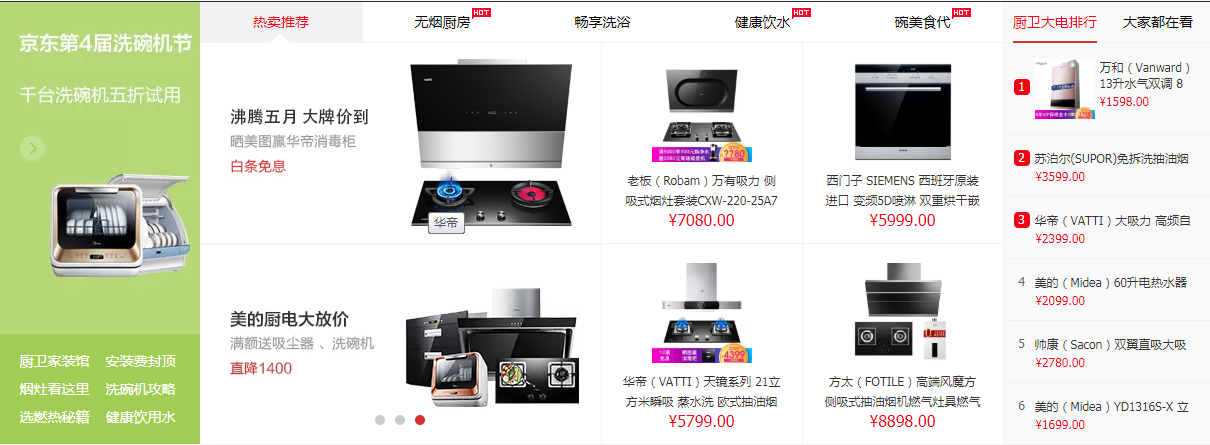 京东第4届洗碗机节
千台洗碗机五折试用
厨卫家装馆 安装费封顶
烟灶看这里 洗碗机攻略
选燃热秘籍 健康饮用水
热卖推荐 无烟厨房 HOT 畅享洗浴 健康饮水 HOT 碗美食代 HOT
沸腾五月 大牌价到
晒美图赢华帝消毒柜
白条免息
华帝
老板（Robam）万有吸力 侧
吸式烟灶套装CXW-220-25A7
¥7080.00
西门子 SIEMENS 西班牙原装
进口 变频5D喷淋 双重烘干嵌
¥5999.00
美的厨电大放价
满额送吸尘器 、洗碗机
直降1400
4399
华帝（VATTI）天镜系列 21立
方米瞬吸 蒸水洗 欧式抽油烟
¥5799.00
方太（FOTILE）高端风魔方
侧吸式抽油烟机燃气灶具燃气
¥8898.00
厨卫大电排行 大家都在看
1
万和（Vanward）
13升水气双调 8
¥1598.00
2 苏泊尔(SUPOR)免拆洗抽油烟
¥3599.00
3 华帝（VATTI）大吸力 高频自
¥2399.00
4 美的（Midea）60升电热水器
¥2099.00
5 帅康（Sacon）双翼直吸大吸
¥2780.00
6 美的（Midea）YD1316S-X 立
¥1699.00